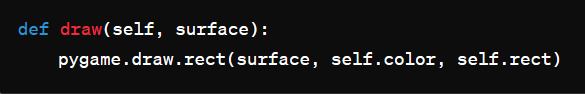 def draw(self, surface):
    pygame.draw.rect(surface, self.color, self.rect)